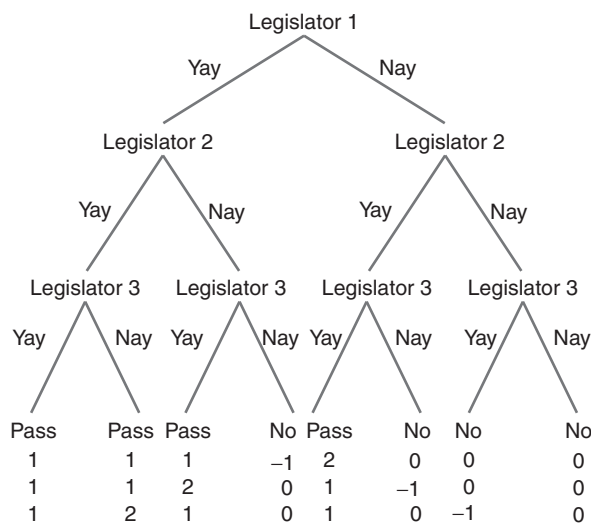 Legislator 1
Yay Nay
Legislator 2 Legislator 2
Yay Nay Yay Nay
Legislator 3 Legislator 3 Legislator 3 Legislator 3
Yay Nay Yay Nay Yay Nay Yay Nay
Pass Pass Pass No Pass No No No
1 1 1 −1 2 0 0 0
1 1 2 0 1 −1 0 0
1 2 1 0 1 0 −1 0